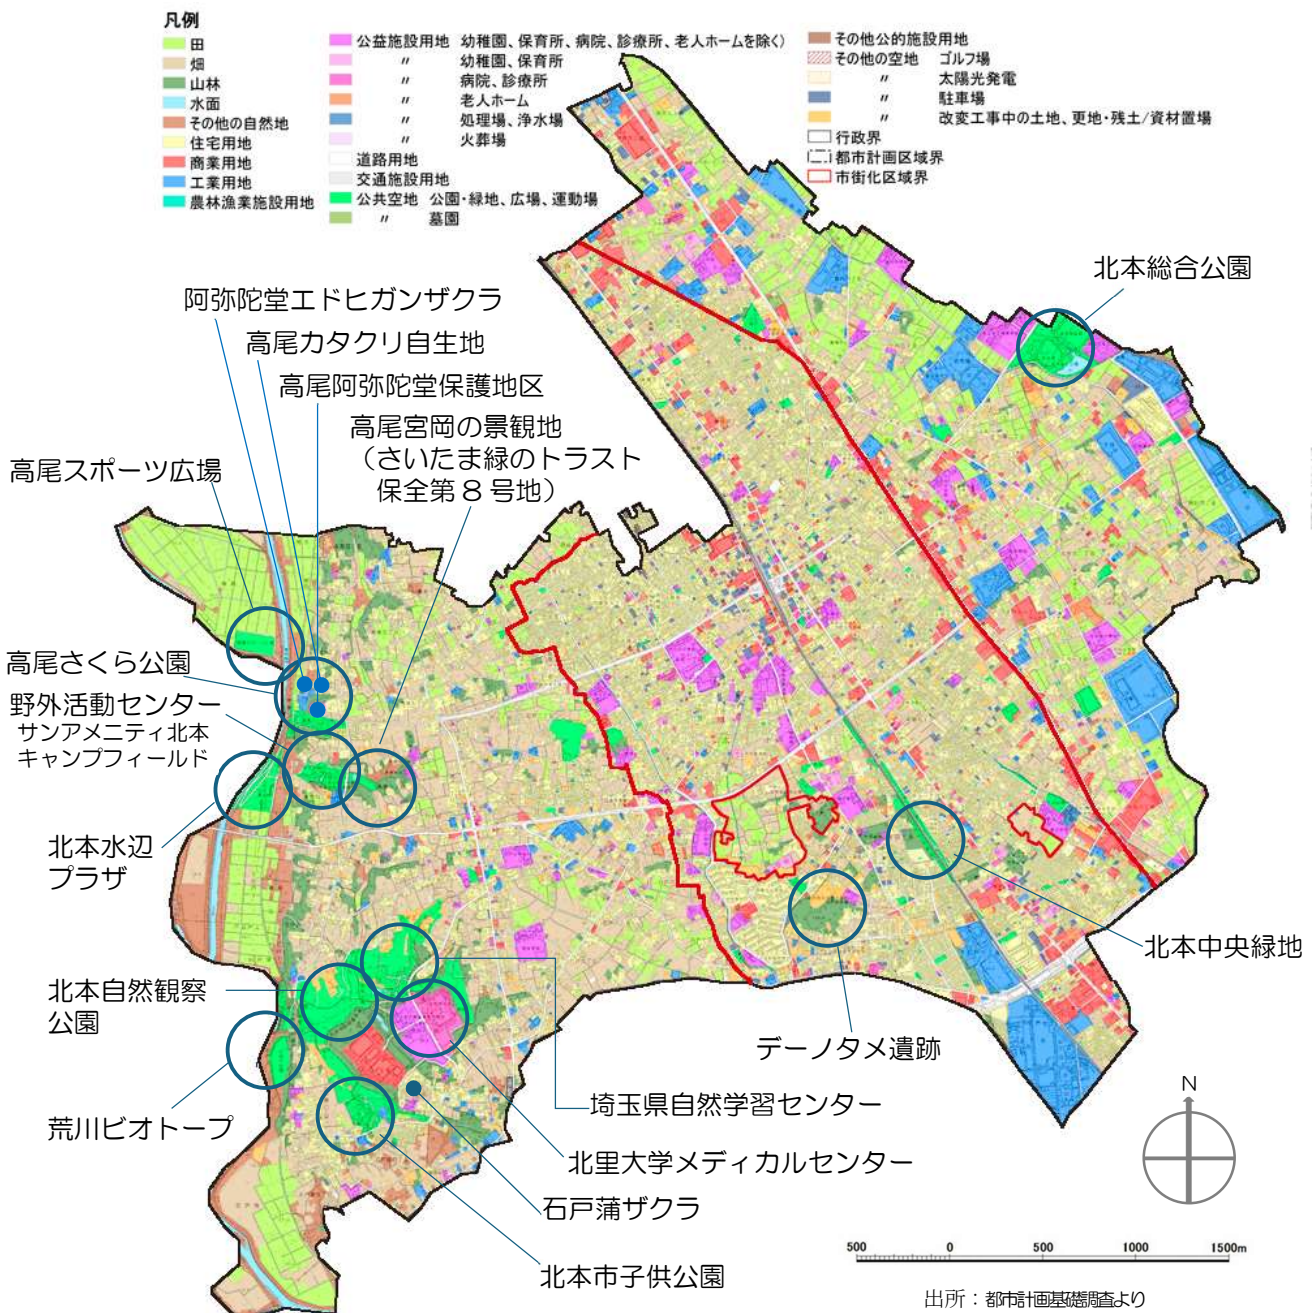 凡例
田
畑
山林
水面
その他の自然地
住宅用地
商業用地
工業用地
農林漁業施設用地
公益施設用地 幼稚園、保育所、病院、診療所、老人ホームを除く)
〃 幼稚園、保育所
〃 病院、診療所
〃 老人ホーム
〃 処理場、浄水場
〃 火葬場
道路用地
交通施設用地
公共空地 公園・緑地、広場、運動場
〃 墓園
その他公的施設用地
その他の空地 ゴルフ場
〃 太陽光発電
〃 駐車場
〃 改変工事中の土地、更地・残土/資材置場
行政界
都市計画区域界
市街化区域界
北本総合公園
阿弥陀堂エドヒガンザクラ
高尾カタクリ自生地
高尾阿弥陀堂保護地区
高尾宮岡の景観地
（さいたま緑のトラスト
保全第８号地）
高尾スポーツ広場
高尾さくら公園
野外活動センター
サンアメニティ北本
キャンプフィールド
北本水辺
プラザ
北本自然観察
公園
荒川ビオトープ
北本中央緑地
デーノタメ遺跡
埼玉県自然学習センター
北里大学メディカルセンター
石戸蒲ザクラ
北本市子供公園
N
500 0 500 1000 1500m
出所：都市計画基礎調査より